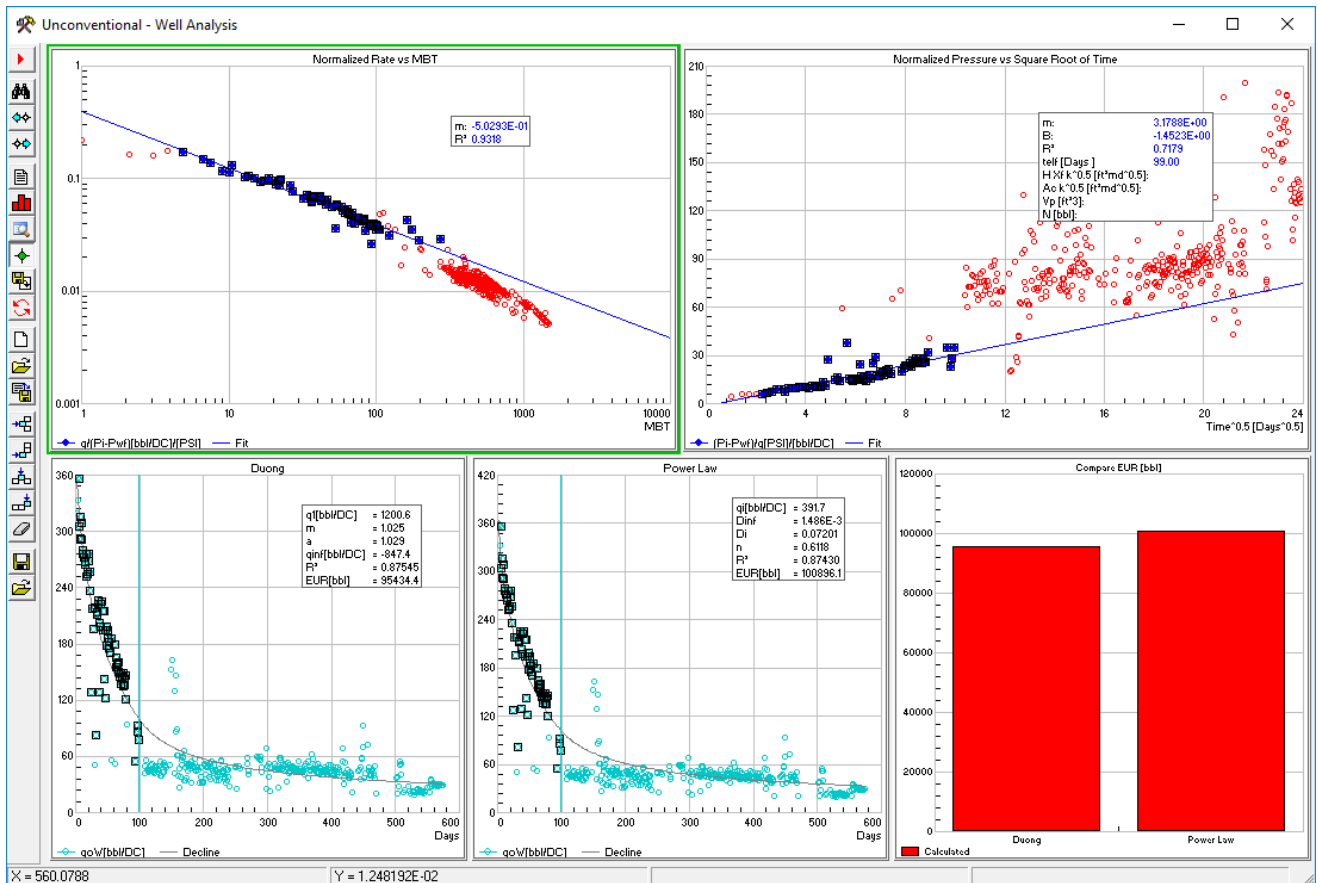 Unconventional - Well Analysis
Normalized Rate vs MBT
1
0.1
0.01
0.001
m: -5.0293E-01
R² 0.9318
1 10 100 1000 10000
MBT
q/(Pi-Pwf)[bbl/DC]/[PSI] Fit
Normalized Pressure vs Square Root of Time
210
180
150
120
90
60
30
0
m: 3.1788E+00
B: -1.4523E+00
R² 0.7179
telf [Days ] 99.00
H Xf k^0.5 [ft²md^0.5]:
Ac k^0.5 [ft²md^0.5]:
Vp [ft^3]:
N [bbl]:
0 4 8 12 16 20 24
Time^0.5 [Days^0.5]
(Pi-Pwf)/q[PSI]/[bbl/DC] Fit
Duong
360
300
240
180
120
60
0
q1[bbl/DC] = 1200.6
m = 1.025
a = 1.029
qinf[bbl/DC] = -847.4
R² = 0.87545
EUR[bbl] = 95434.4
0 100 200 300 400 500 600
Days
qoW[bbl/DC] Decline
Power Law
420
360
300
240
180
120
60
0
qi[bbl/DC] = 391.7
Dinf = 1.486E-3
Di = 0.07201
n = 0.6118
R² = 0.87430
EUR[bbl] = 100896.1
0 100 200 300 400 500 600
Days
qoW[bbl/DC] Decline
Compare EUR [bbl]
120000
100000
80000
60000
40000
20000
0
Duong Power Law
Calculated
X = 560.0788 Y = 1.248192E-02